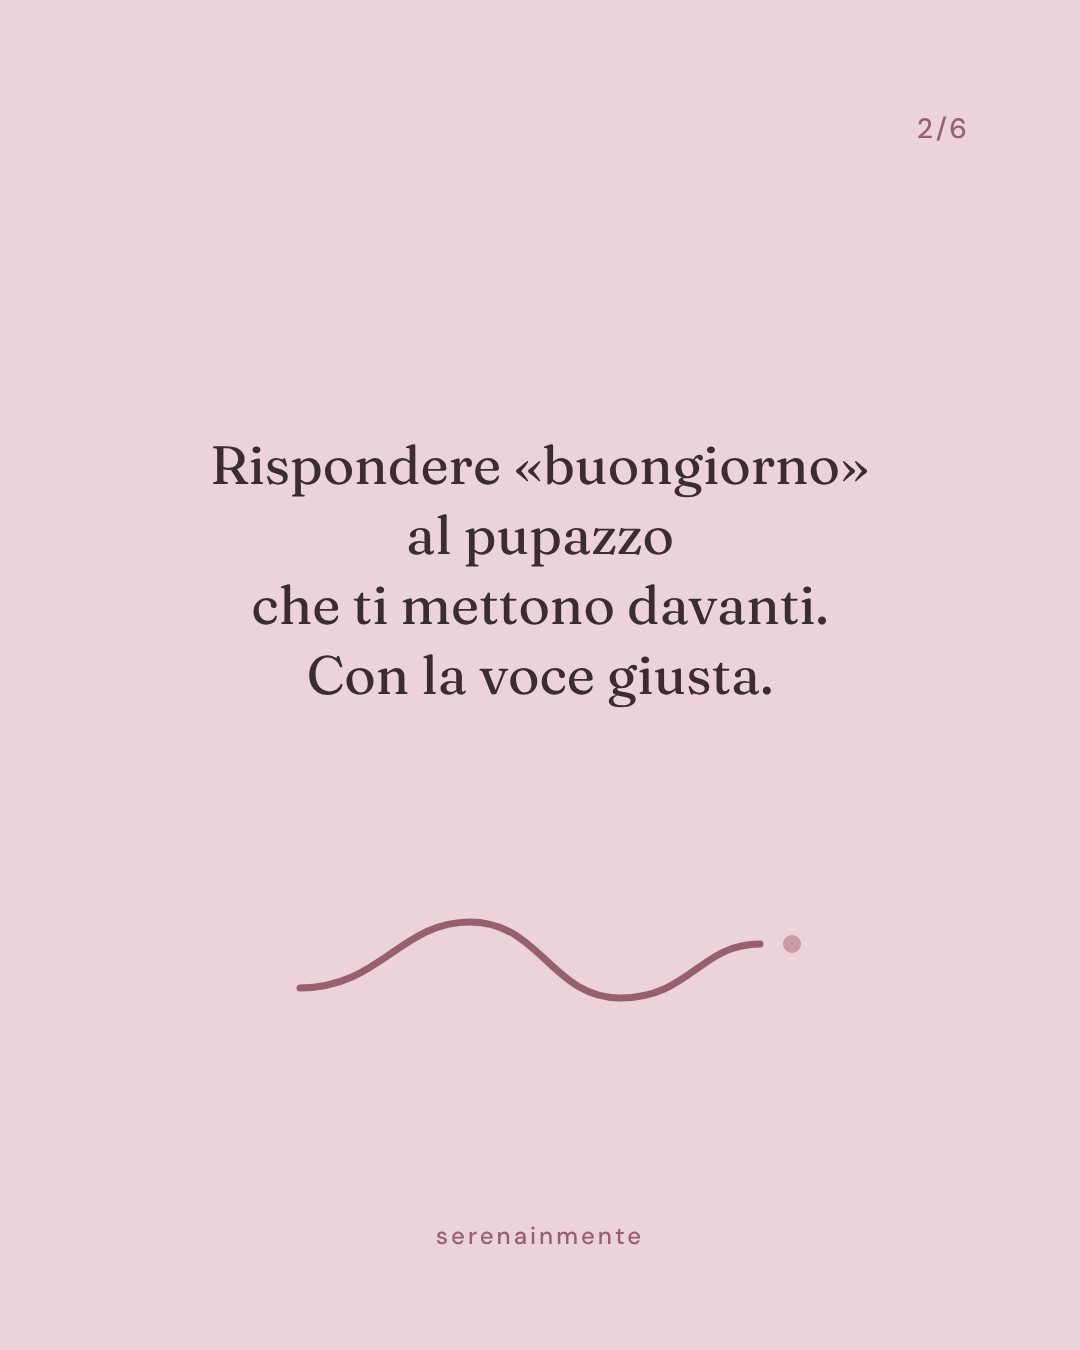 2/6
Rispondere «buongiorno»
al pupazzo
che ti mettono davanti.
Con la voce giusta.
serenainmente